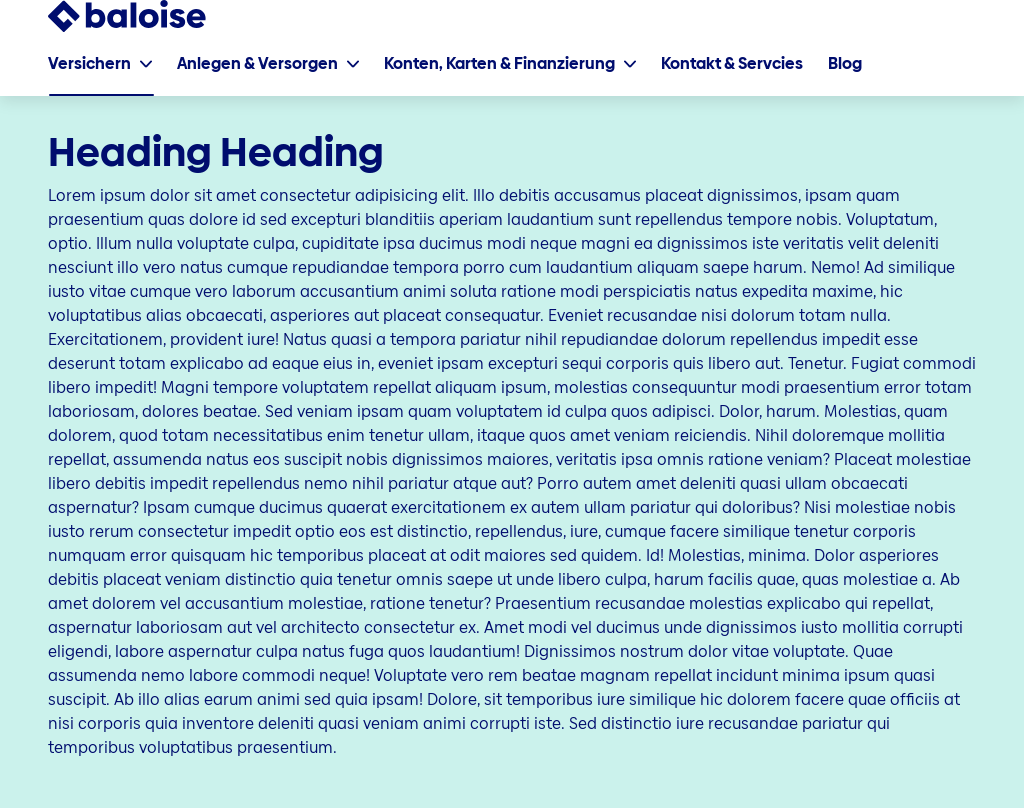 baloise
Versichern Anlegen & Versorgen Konten, Karten & Finanzierung Kontakt & Servcies Blog
Heading Heading
Lorem ipsum dolor sit amet consectetur adipisicing elit. Illo debitis accusamus placeat dignissimos, ipsam quam
praesentium quas dolore id sed excepturi blanditiis aperiam laudantium sunt repellendus tempore nobis. Voluptatum,
optio. Illum nulla voluptate culpa, cupiditate ipsa ducimus modi neque magni ea dignissimos iste veritatis velit deleniti
nesciunt illo vero natus cumque repudiandae tempora porro cum laudantium aliquam saepe harum. Nemo! Ad similique
iusto vitae cumque vero laborum accusantium animi soluta ratione modi perspiciatis natus expedita maxime, hic
voluptatibus alias obcaecati, asperiores aut placeat consequatur. Eveniet recusandae nisi dolorum totam nulla.
Exercitationem, provident iure! Natus quasi a tempora pariatur nihil repudiandae dolorum repellendus impedit esse
deserunt totam explicabo ad eaque eius in, eveniet ipsam excepturi sequi corporis quis libero aut. Tenetur. Fugiat commodi
libero impedit! Magni tempore voluptatem repellat aliquam ipsum, molestias consequuntur modi praesentium error totam
laboriosam, dolores beatae. Sed veniam ipsam quam voluptatem id culpa quos adipisci. Dolor, harum. Molestias, quam
dolorem, quod totam necessitatibus enim tenetur ullam, itaque quos amet veniam reiciendis. Nihil doloremque mollitia
repellat, assumenda natus eos suscipit nobis dignissimos maiores, veritatis ipsa omnis ratione veniam? Placeat molestiae
libero debitis impedit repellendus nemo nihil pariatur atque aut? Porro autem amet deleniti quasi ullam obcaecati
aspernatur? Ipsam cumque ducimus quaerat exercitationem ex autem ullam pariatur qui doloribus? Nisi molestiae nobis
iusto rerum consectetur impedit optio eos est distinctio, repellendus, iure, cumque facere similique tenetur corporis
numquam error quisquam hic temporibus placeat at odit maiores sed quidem. Id! Molestias, minima. Dolor asperiores
debitis placeat veniam distinctio quia tenetur omnis saepe ut unde libero culpa, harum facilis quae, quas molestiae a. Ab
amet dolorem vel accusantium molestiae, ratione tenetur? Praesentium recusandae molestias explicabo qui repellat,
aspernatur laboriosam aut vel architecto consectetur ex. Amet modi vel ducimus unde dignissimos iusto mollitia corrupti
eligendi, labore aspernatur culpa natus fuga quos laudantium! Dignissimos nostrum dolor vitae voluptate. Quae
assumenda nemo labore commodi neque! Voluptate vero rem beatae magnam repellat incidunt minima ipsum quasi
suscipit. Ab illo alias earum animi sed quia ipsam! Dolore, sit temporibus iure similique hic dolorem facere quae officiis at
nisi corporis quia inventore deleniti quasi veniam animi corrupti iste. Sed distinctio iure recusandae pariatur qui
temporibus voluptatibus praesentium.